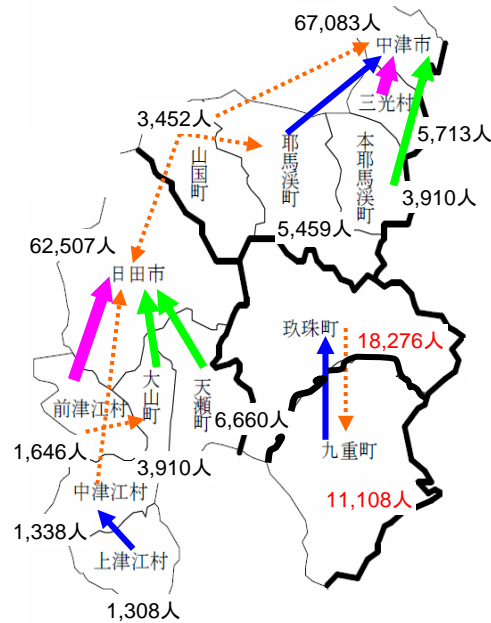 67,083人
中津市
三光村
3,452人
5,713人
山国町
耶馬渓町
本耶馬渓町
3,910人
5,459人
62,507人
日田市
玖珠町
18,276人
前津江村
大山町
天瀬町
6,660人
九重町
1,646人
3,910人
中津江村
11,108人
1,338人
上津江村
1,308人